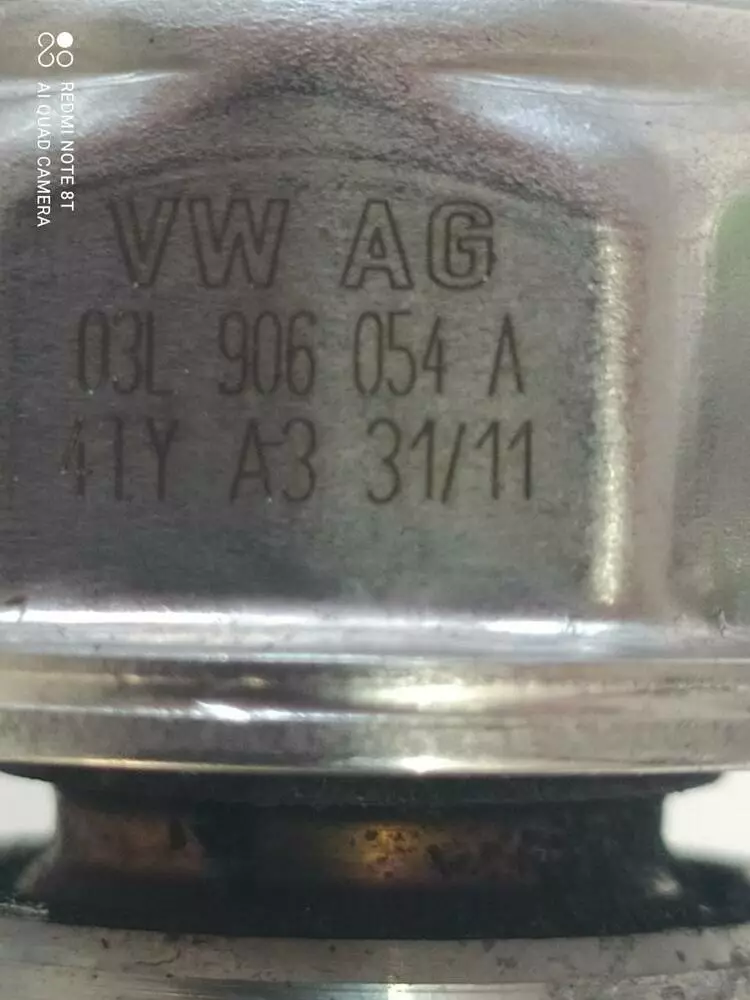 REDMI NOTE 8T
AI QUAD CAMERA
VW AG
03L 906 054 A
41Y A3 31/11